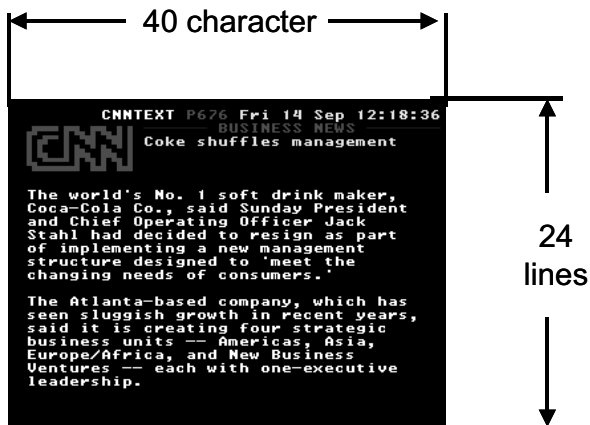 40 character
CNNTEXT P676 Fri 14 Sep 12:18:36
BUSINESS NEWS
CNN
Coke shuffles management
The world's No. 1 soft drink maker,
Coca-Cola Co., said Sunday President
and Chief Operating Officer Jack
Stahl had decided to resign as part
of implementing a new management
structure designed to 'meet the
changing needs of consumers.'
The Atlanta-based company, which has
seen sluggish growth in recent years,
said it is creating four strategic
business units -- Americas, Asia,
Europe/Africa, and New Business
Ventures -- each with one-executive
leadership.
24
lines